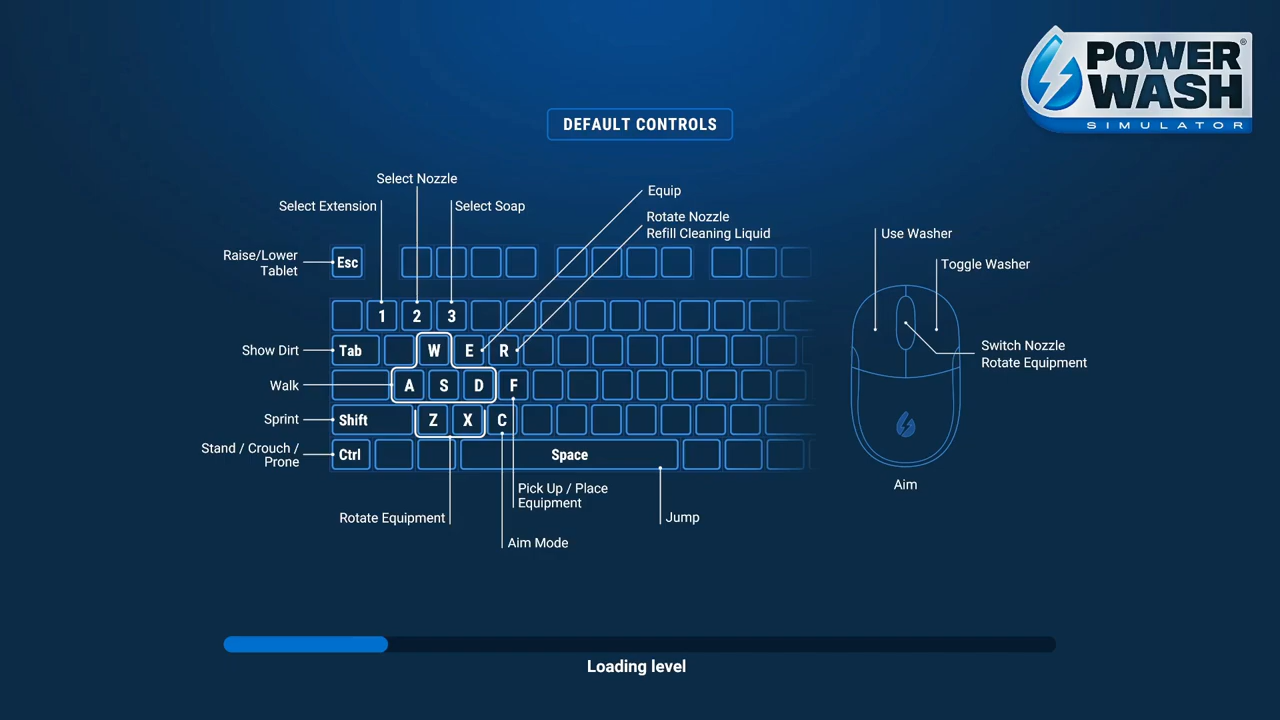 POWER
WASH
®
SIMULATOR
DEFAULT CONTROLS
Select Nozzle
Select Extension
Select Soap
Equip
Rotate Nozzle
Refill Cleaning Liquid
Raise/Lower
Tablet
Esc
1
2
3
Show Dirt
Tab
W
E
R
Walk
A
S
D
F
Sprint
Shift
Z
X
C
Stand / Crouch /
Prone
Ctrl
Space
Rotate Equipment
Pick Up / Place
Equipment
Aim Mode
Jump
Use Washer
Toggle Washer
Switch Nozzle
Rotate Equipment
Aim
Loading level